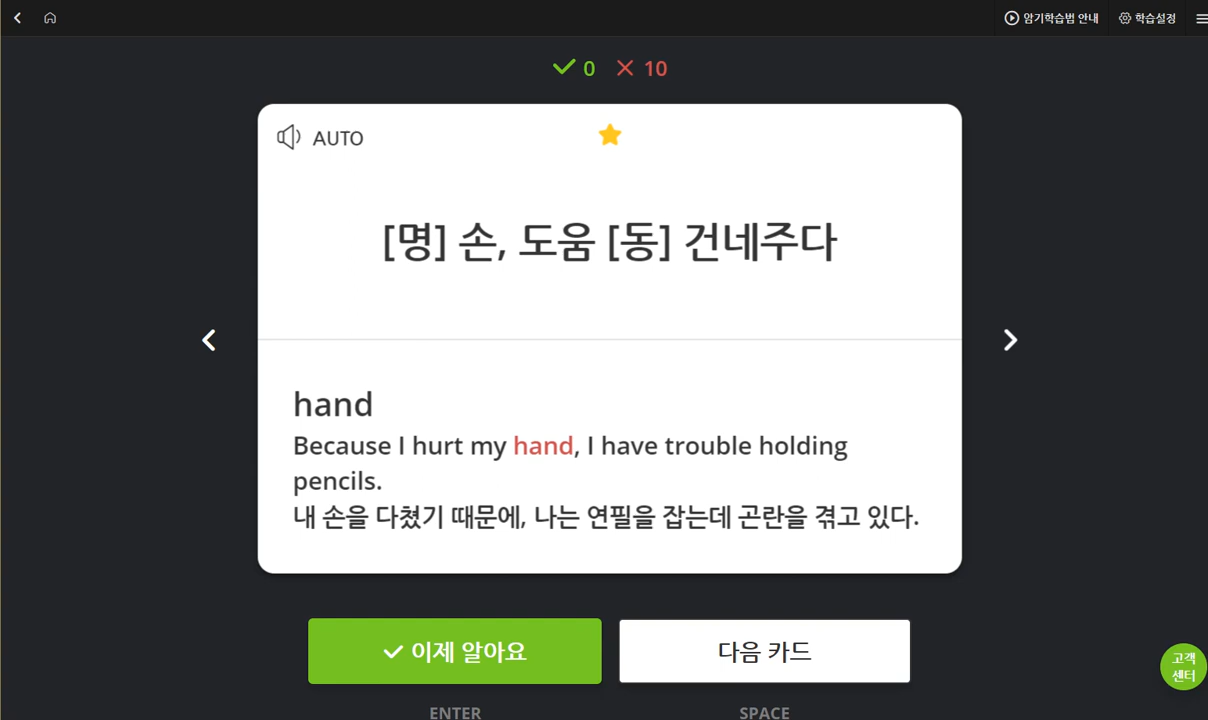 암기학습법 안내 학습설정
0 10
AUTO
[명] 손, 도움 [동] 건네주다
hand
Because I hurt my hand, I have trouble holding
pencils.
내 손을 다쳤기 때문에, 나는 연필을 잡는데 곤란을 겪고 있다.
이제 알아요 다음 카드
고객
센터
ENTER SPACE